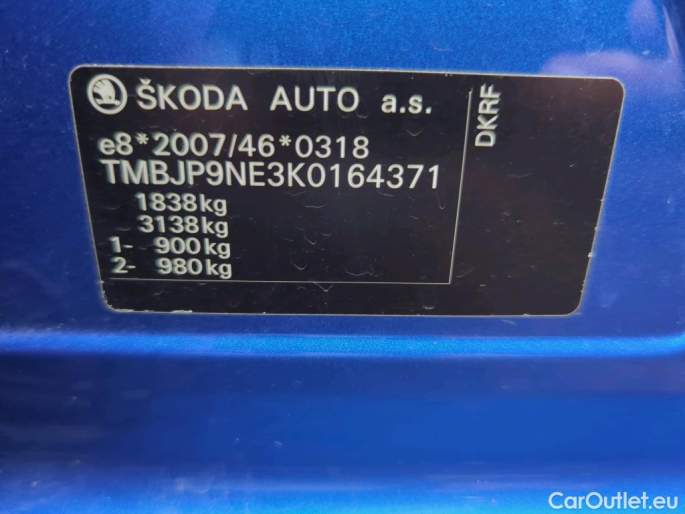 ŠKODA AUTO a.s.
e8*2007/46*0318
TMBJP9NE3K0164371
1838kg
3138kg
1- 900kg
2- 980kg
DKRF
CarOutlet.eu